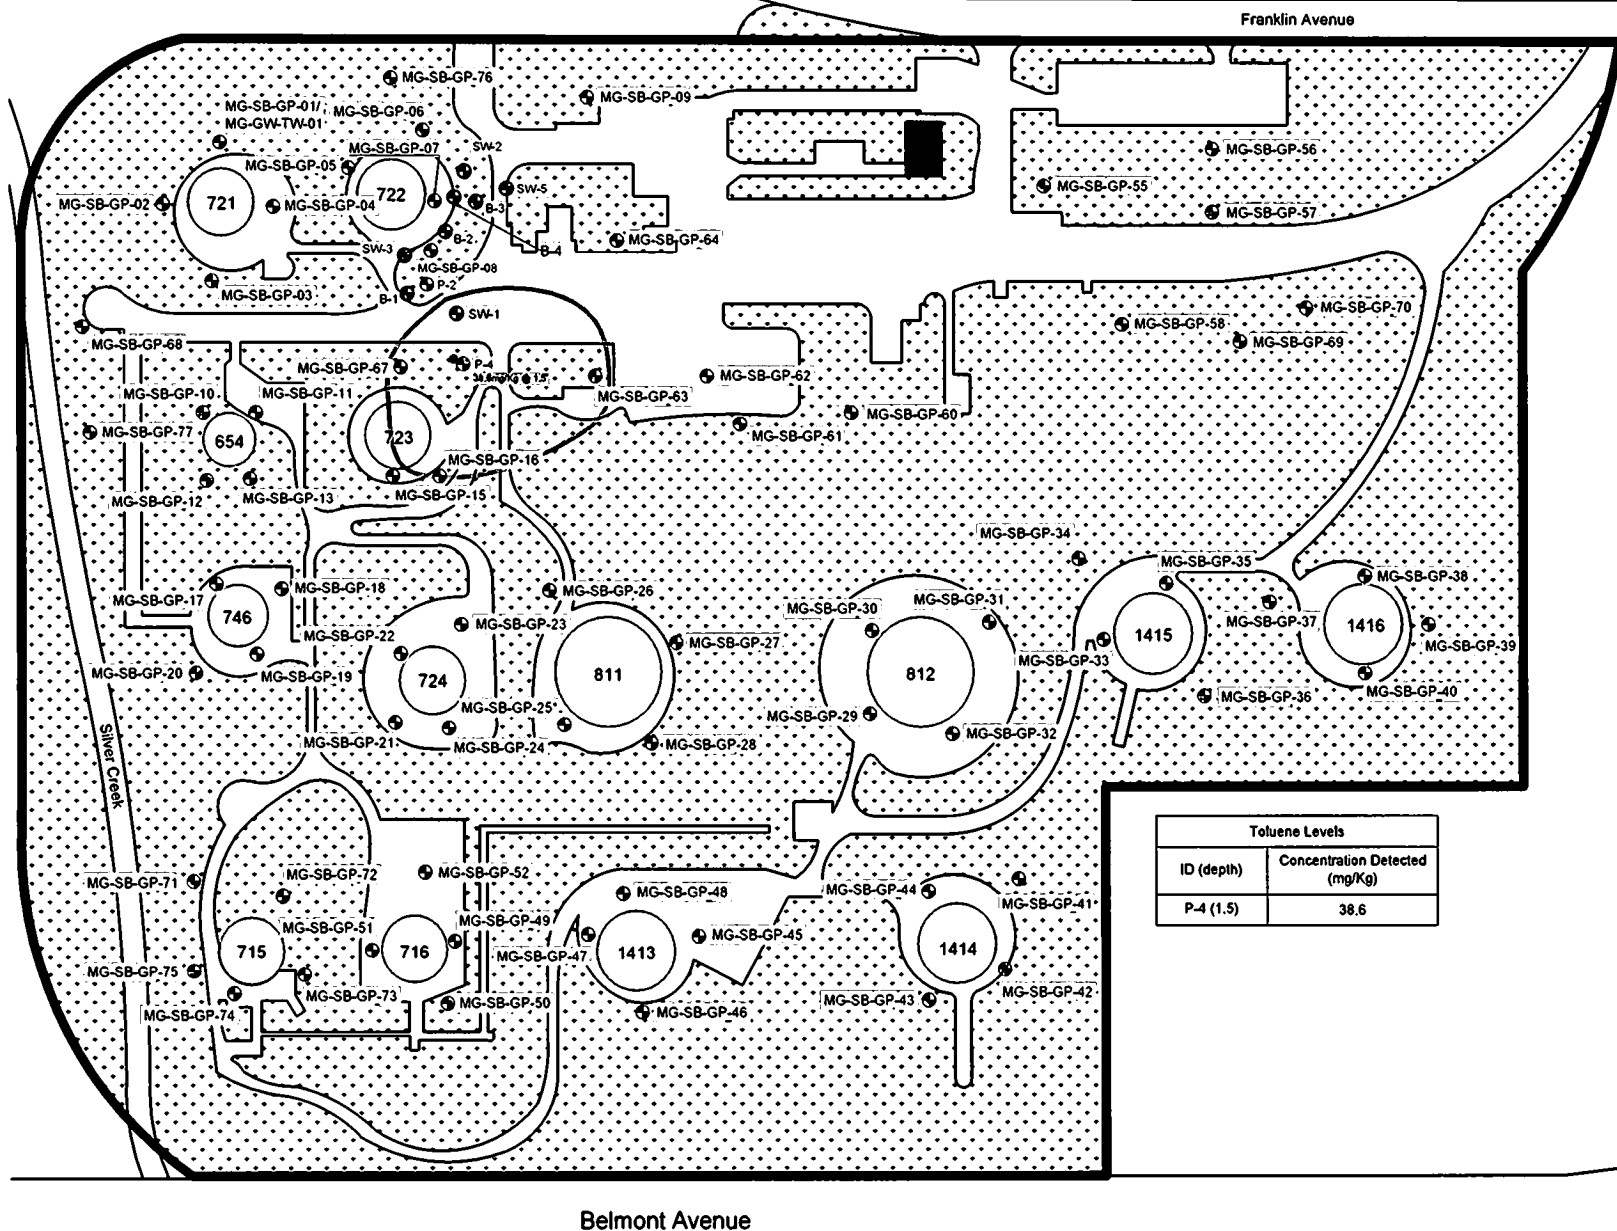 Franklin Avenue
MG-SB-GP-76
MG-SB-GP-09
MG-SB-GP-01/
MG-GW-TW-01
MG-SB-GP-06
MG-SB-GP-07
SW-2
MG-SB-GP-56
MG-SB-GP-05
MG-SB-GP-55
SW-5
722
721
MG-SB-GP-02
MG-SB-GP-04
B-3
MG-SB-GP-57
B-2
MG-SB-GP-64
SW-3
B-4
MG-SB-GP-08
P-2
MG-SB-GP-03
B-1
MG-SB-GP-70
SW-1
MG-SB-GP-58
MG-SB-GP-68
MG-SB-GP-69
MG-SB-GP-67
P-4
38.6mg/Kg @ 1.5'
MG-SB-GP-62
MG-SB-GP-10
MG-SB-GP-11
MG-SB-GP-63
MG-SB-GP-60
MG-SB-GP-77
654
723
MG-SB-GP-61
MG-SB-GP-16
MG-SB-GP-12
MG-SB-GP-13
MG-SB-GP-15
MG-SB-GP-34
MG-SB-GP-35
MG-SB-GP-38
MG-SB-GP-17
MG-SB-GP-18
MG-SB-GP-26
MG-SB-GP-31
MG-SB-GP-30
746
MG-SB-GP-23
MG-SB-GP-37
1416
1415
MG-SB-GP-22
MG-SB-GP-27
MG-SB-GP-39
MG-SB-GP-33
MG-SB-GP-20
MG-SB-GP-19
724
811
812
MG-SB-GP-40
MG-SB-GP-36
MG-SB-GP-25
MG-SB-GP-29
MG-SB-GP-21
MG-SB-GP-24
MG-SB-GP-28
MG-SB-GP-32
Silver Creek
Toluene Levels
ID (depth)
Concentration Detected
(mg/Kg)
P-4 (1.5)
38.6
MG-SB-GP-71
MG-SB-GP-72
MG-SB-GP-52
MG-SB-GP-48
MG-SB-GP-44
MG-SB-GP-41
MG-SB-GP-51
MG-SB-GP-49
MG-SB-GP-45
715
716
MG-SB-GP-47
1413
1414
MG-SB-GP-75
MG-SB-GP-73
MG-SB-GP-50
MG-SB-GP-43
MG-SB-GP-42
MG-SB-GP-74
MG-SB-GP-46
Belmont Avenue